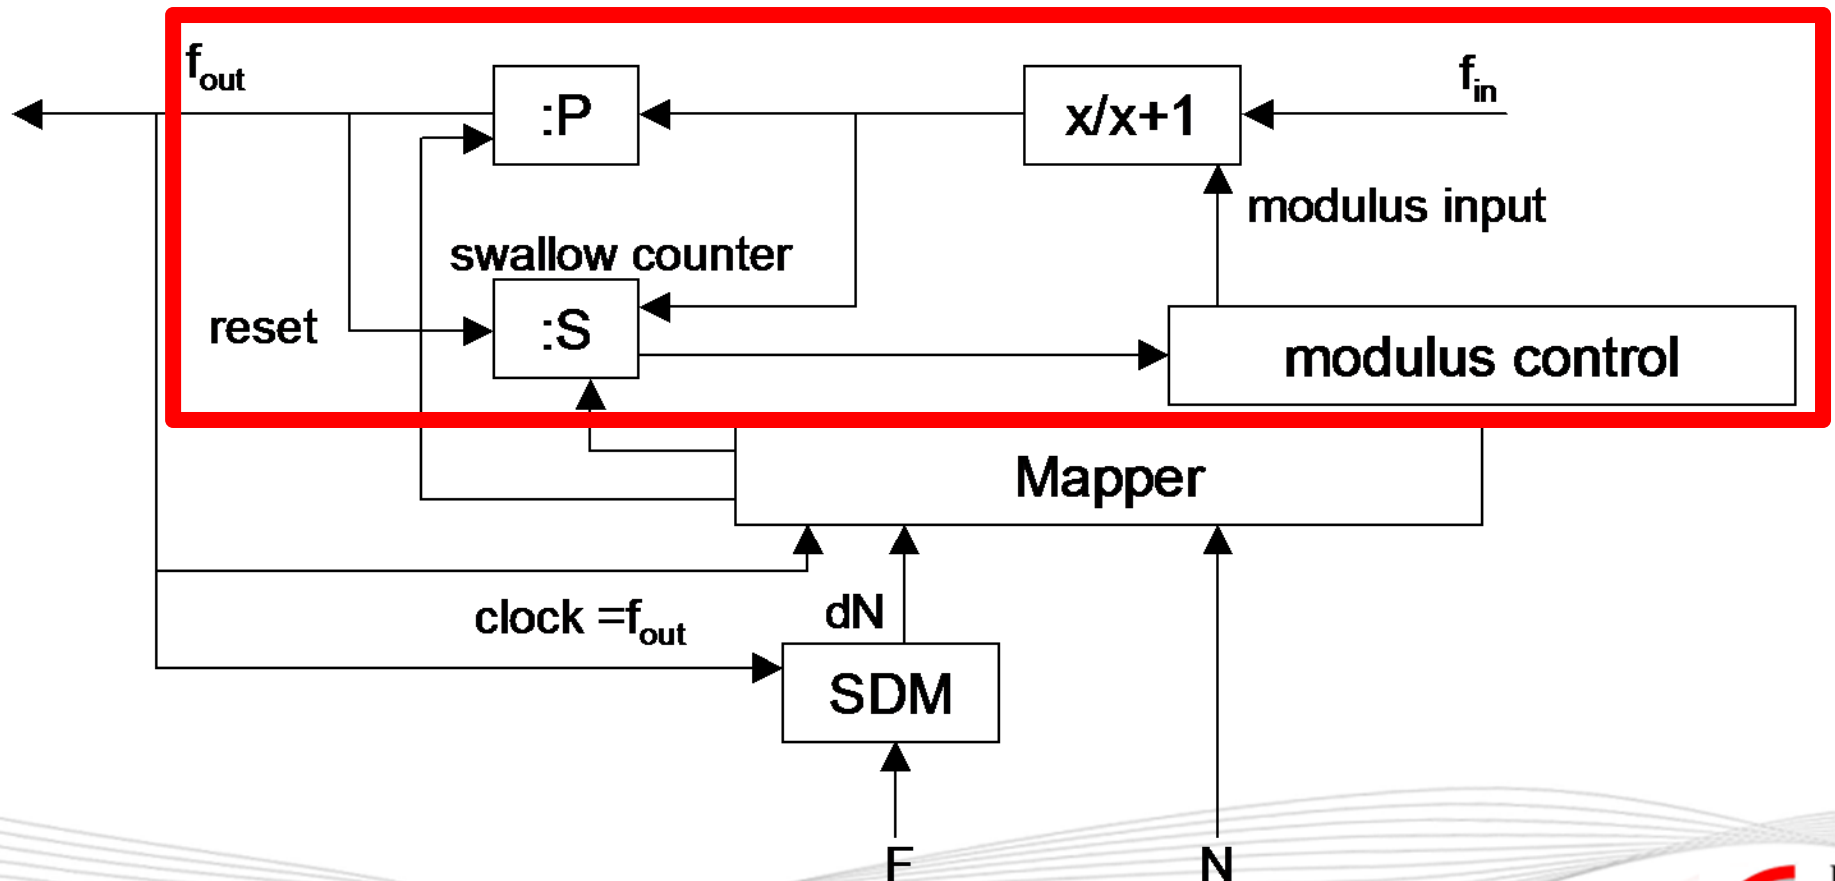 fout
:P
x/x+1
fin
modulus input
swallow counter
reset
:S
modulus control
Mapper
clock =fout
dN
SDM
F
N